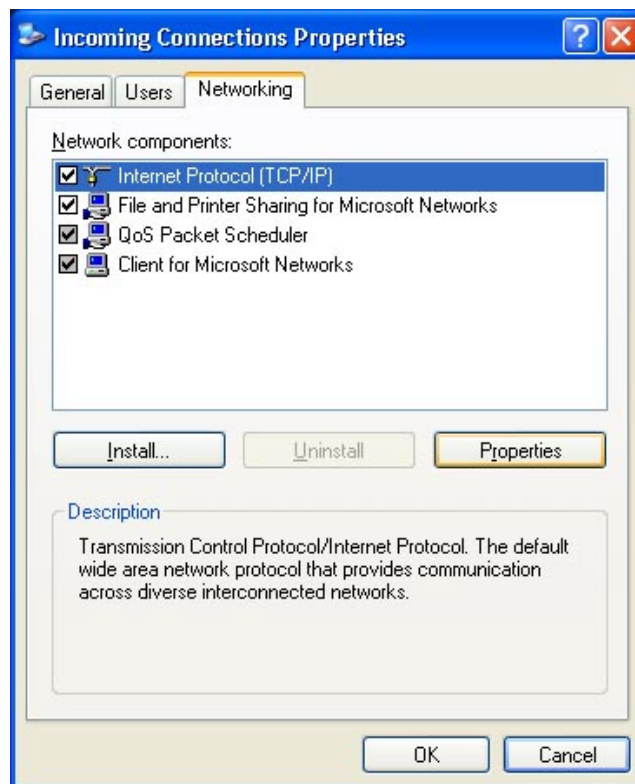 Incoming Connections Properties
General Users Networking
Network components:
Internet Protocol (TCP/IP)
File and Printer Sharing for Microsoft Networks
QoS Packet Scheduler
Client for Microsoft Networks
Install... Uninstall Properties
Description
Transmission Control Protocol/Internet Protocol. The default
wide area network protocol that provides communication
across diverse interconnected networks.
OK Cancel